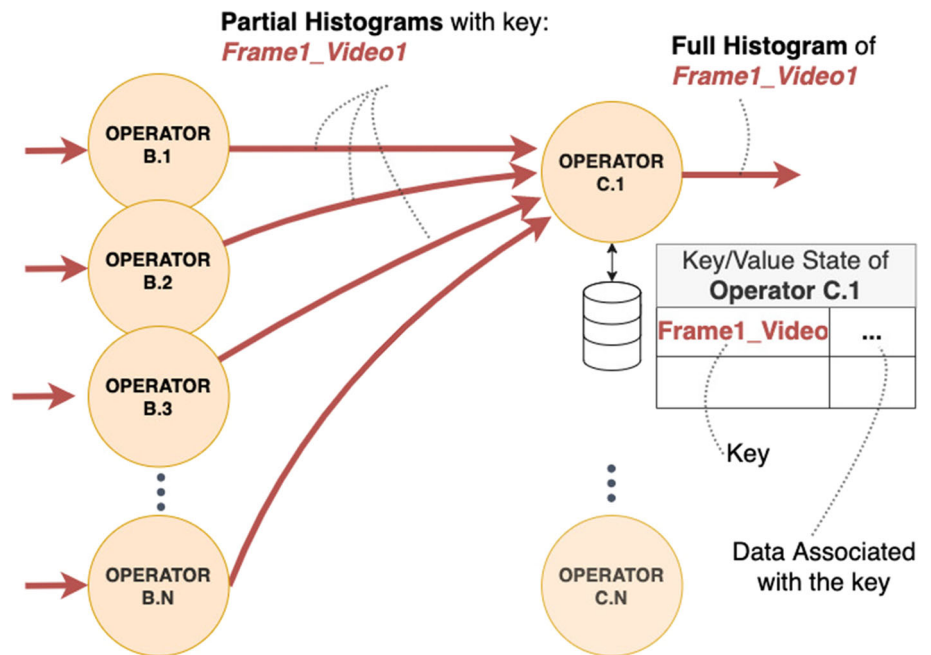 Partial Histograms with key:
Frame1_Video1
Full Histogram of
Frame1_Video1
OPERATOR
B.1
OPERATOR
C.1
OPERATOR
B.2
Key/Value State of
Operator C.1
Frame1_Video
...
OPERATOR
B.3
Key
OPERATOR
B.N
OPERATOR
C.N
Data Associated
with the key